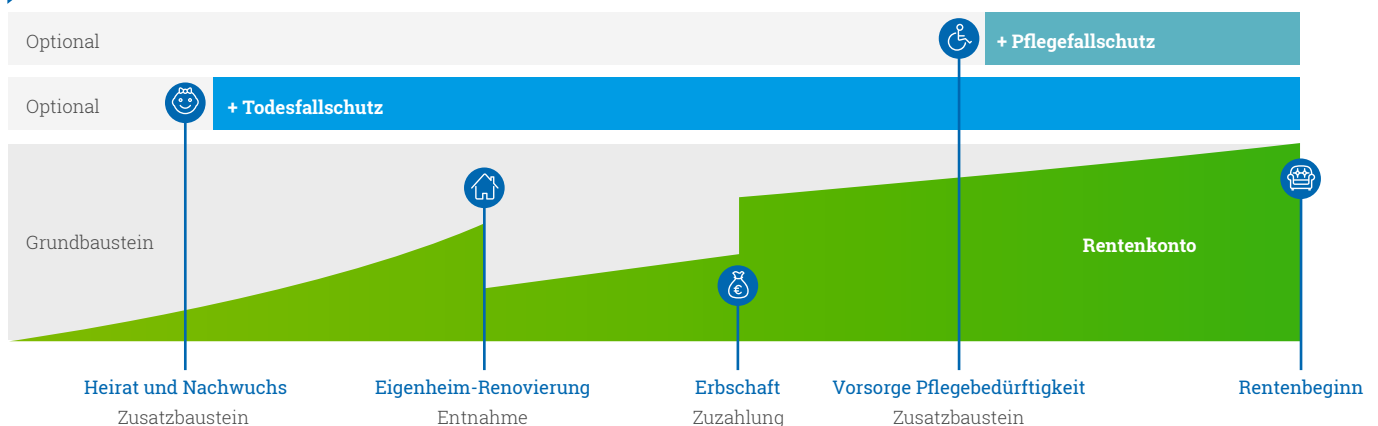 Optional
+ Pflegefallschutz
Optional
+ Todesfallschutz
Grundbaustein
Rentenkonto
€
Heirat und Nachwuchs
Zusatzbaustein
Eigenheim-Renovierung
Entnahme
Erbschaft
Zuzahlung
Vorsorge Pflegebedürftigkeit
Zusatzbaustein
Rentenbeginn